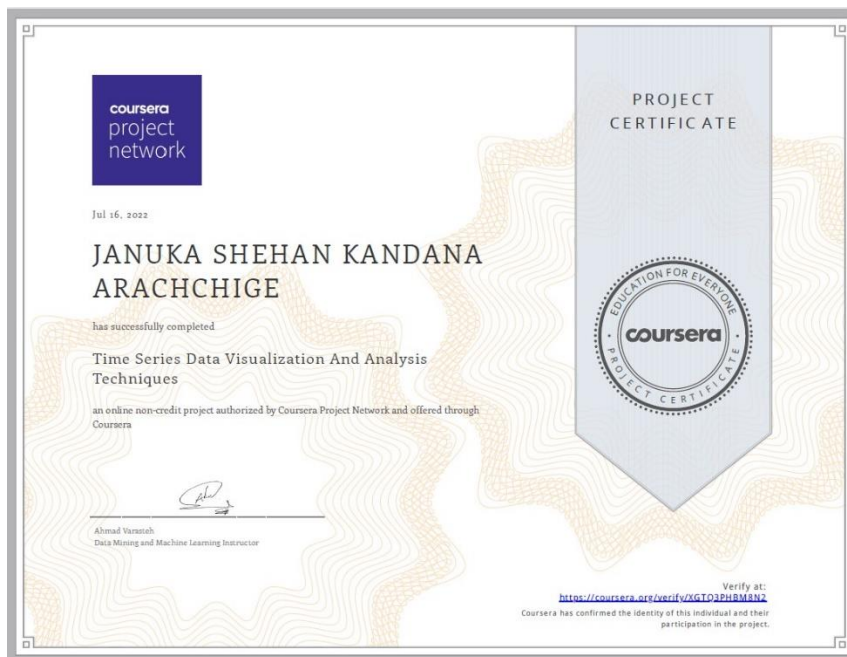 coursera
project
network
Jul 16, 2022
JANUKA SHEHAN KANDANA
ARACHCHIGE
has successfully completed
Time Series Data Visualization And Analysis
Techniques
an online non-credit project authorized by Coursera Project Network and offered through
Coursera
Ahmad Varasteh
Data Mining and Machine Learning Instructor
PROJECT
CERTIFICATE
EDUCATION FOR EVERYONE
coursera
PROJECT CERTIFICATE
Verify at:
https://coursera.org/verify/XGTQ3PHBM8N2
Coursera has confirmed the identity of this individual and their
participation in the project.